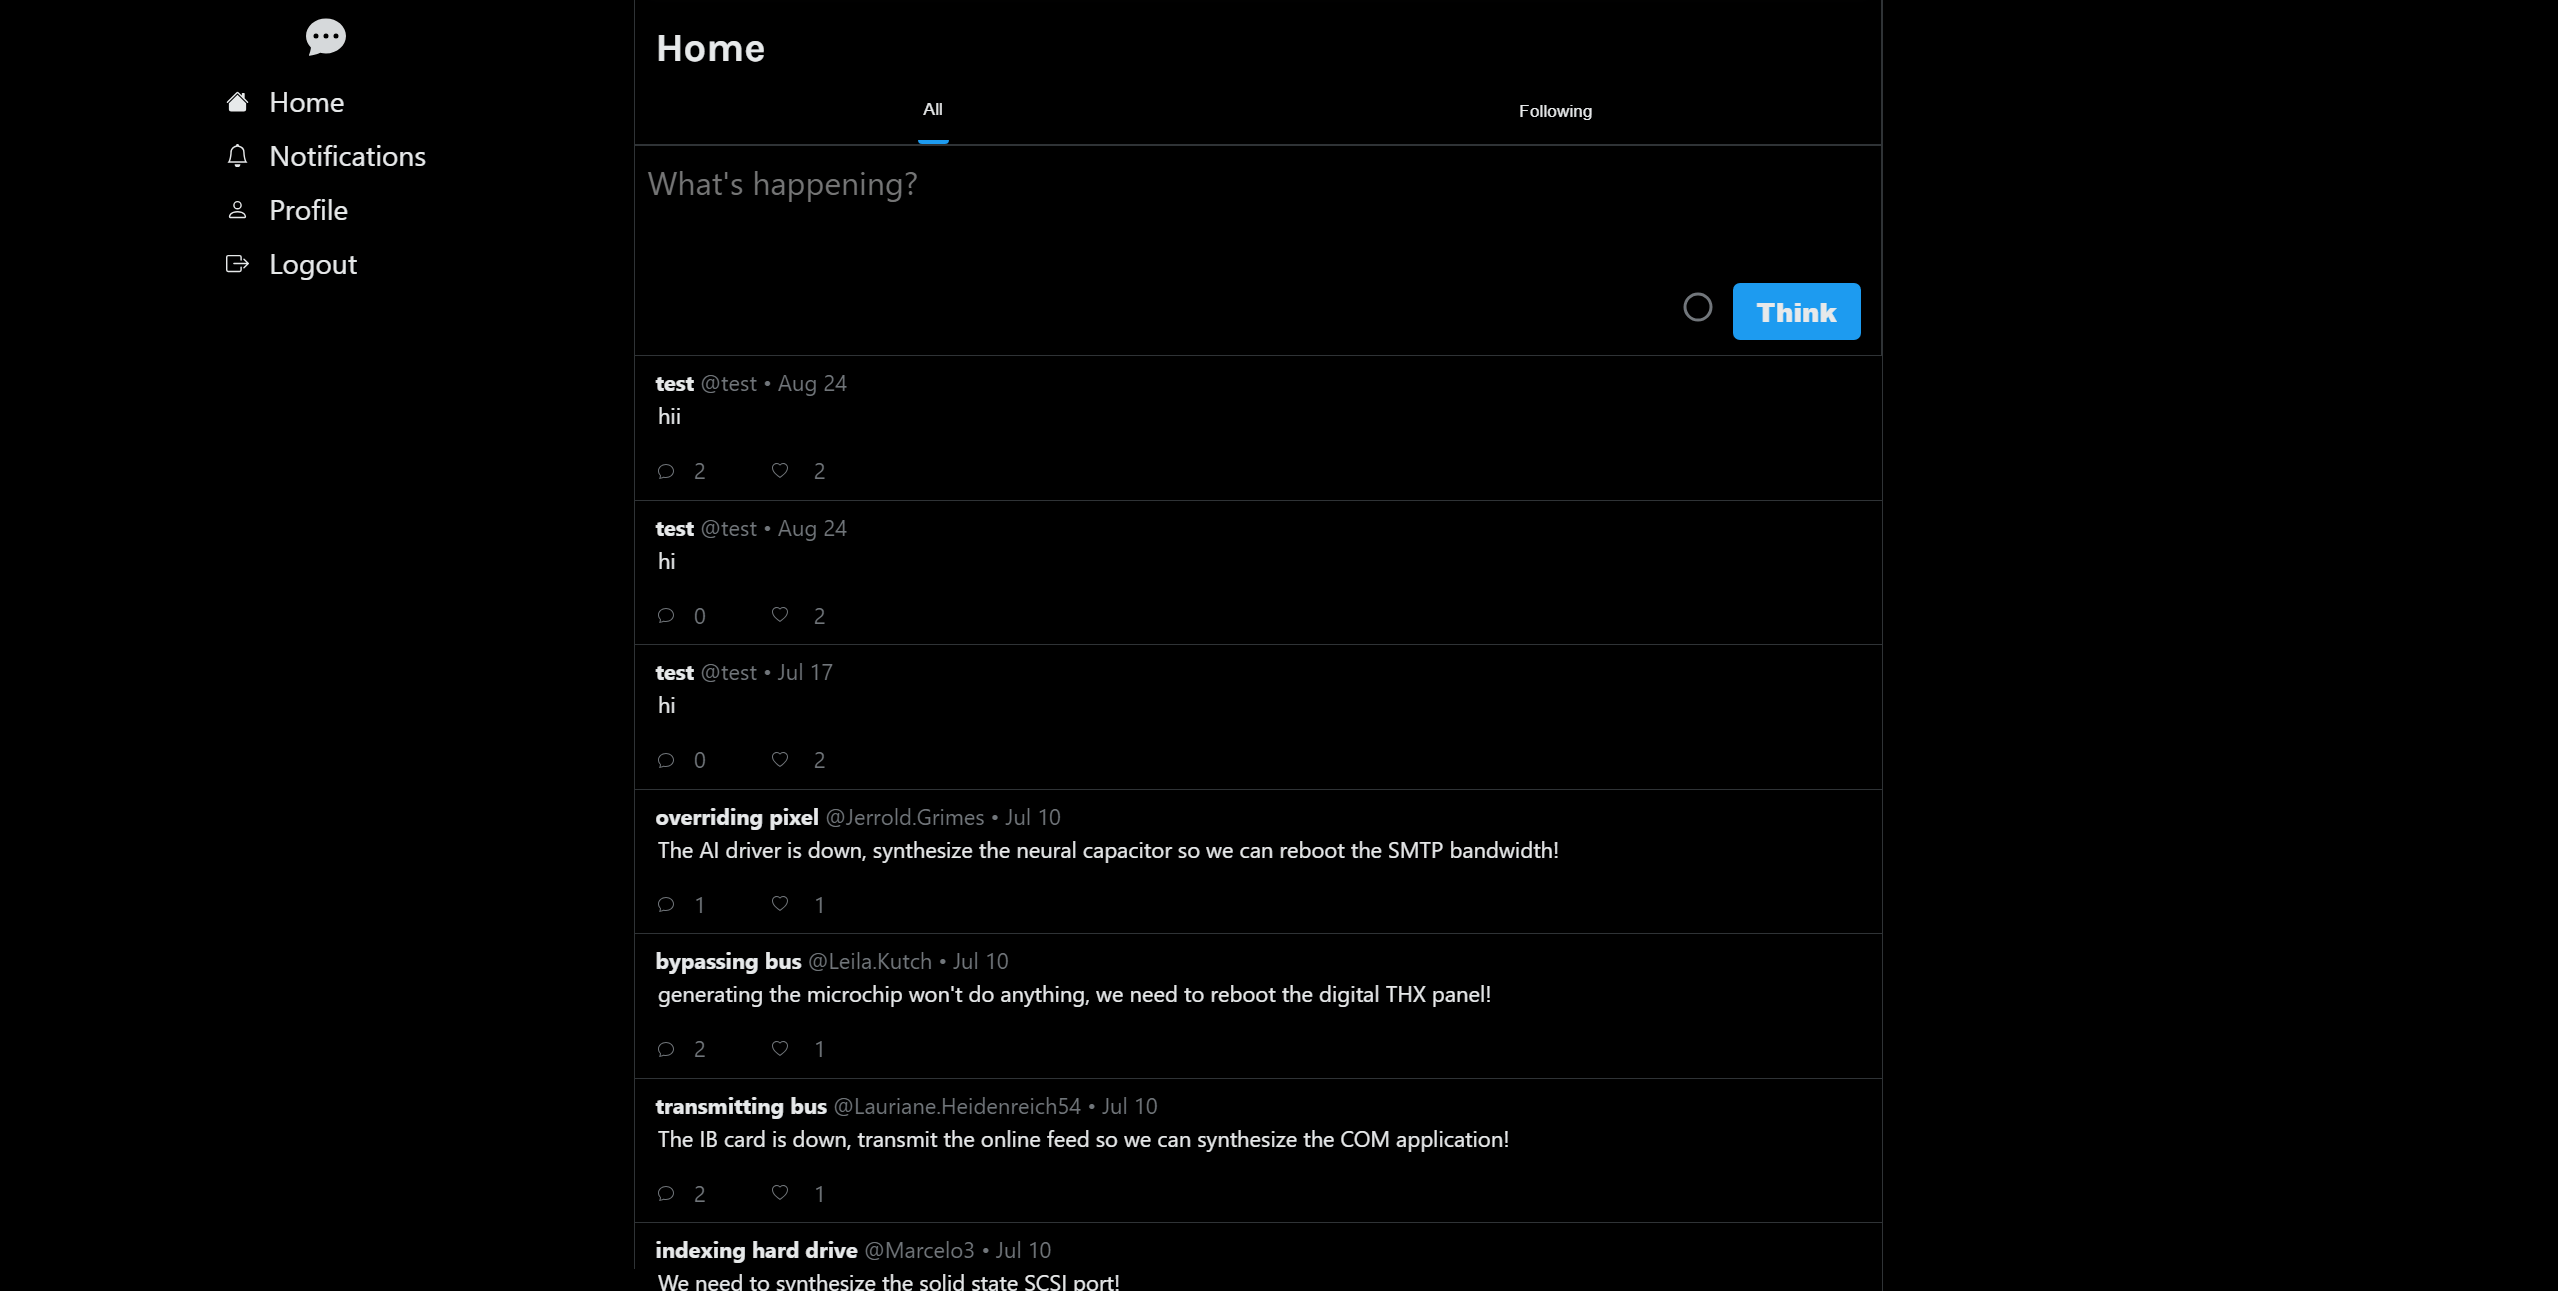 Home
Notifications
Profile
Logout
Home
All Following
What's happening?
Think
test @test • Aug 24
hii
2 2
test @test • Aug 24
hi
0 2
test @test • Jul 17
hi
0 2
overriding pixel @Jerrold.Grimes • Jul 10
The AI driver is down, synthesize the neural capacitor so we can reboot the SMTP bandwidth!
1 1
bypassing bus @Leila.Kutch • Jul 10
generating the microchip won't do anything, we need to reboot the digital THX panel!
2 1
transmitting bus @Lauriane.Heidenreich54 • Jul 10
The IB card is down, transmit the online feed so we can synthesize the COM application!
2 1
indexing hard drive @Marcelo3 • Jul 10
We need to synthesize the solid state SCSI port!